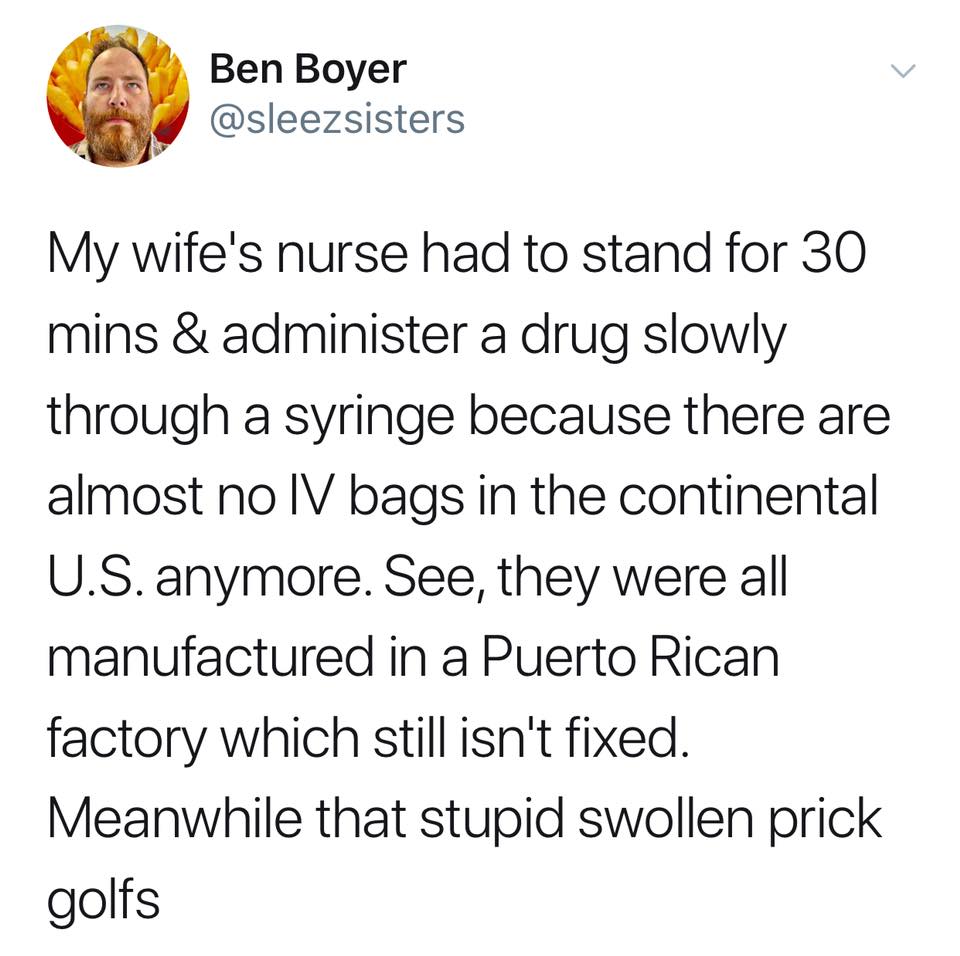 Ben Boyer
@sleezsisters
My wife's nurse had to stand for 30
mins & administer a drug slowly
through a syringe because there are
almost no IV bags in the continental
U.S. anymore. See, they were all
manufactured in a Puerto Rican
factory which still isn't fixed.
Meanwhile that stupid swollen prick
golfs